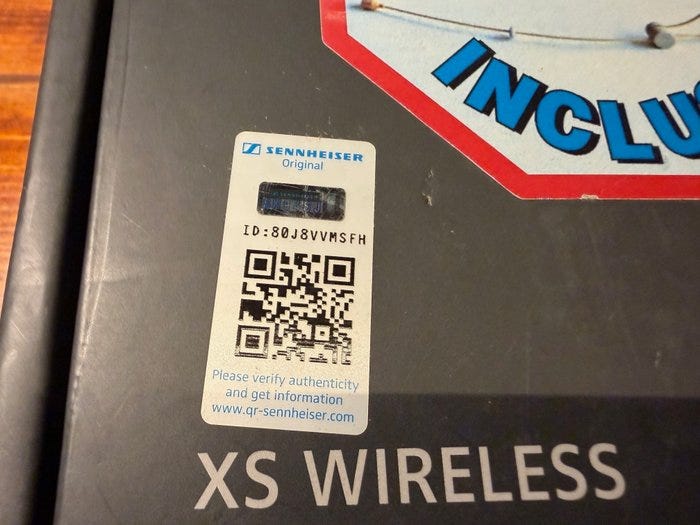 INCLU
SENNHEISER
Original
ID:80J8VVMSFH
Please verify authenticity
and get information
www.qr-sennheiser.com
XS WIRELESS